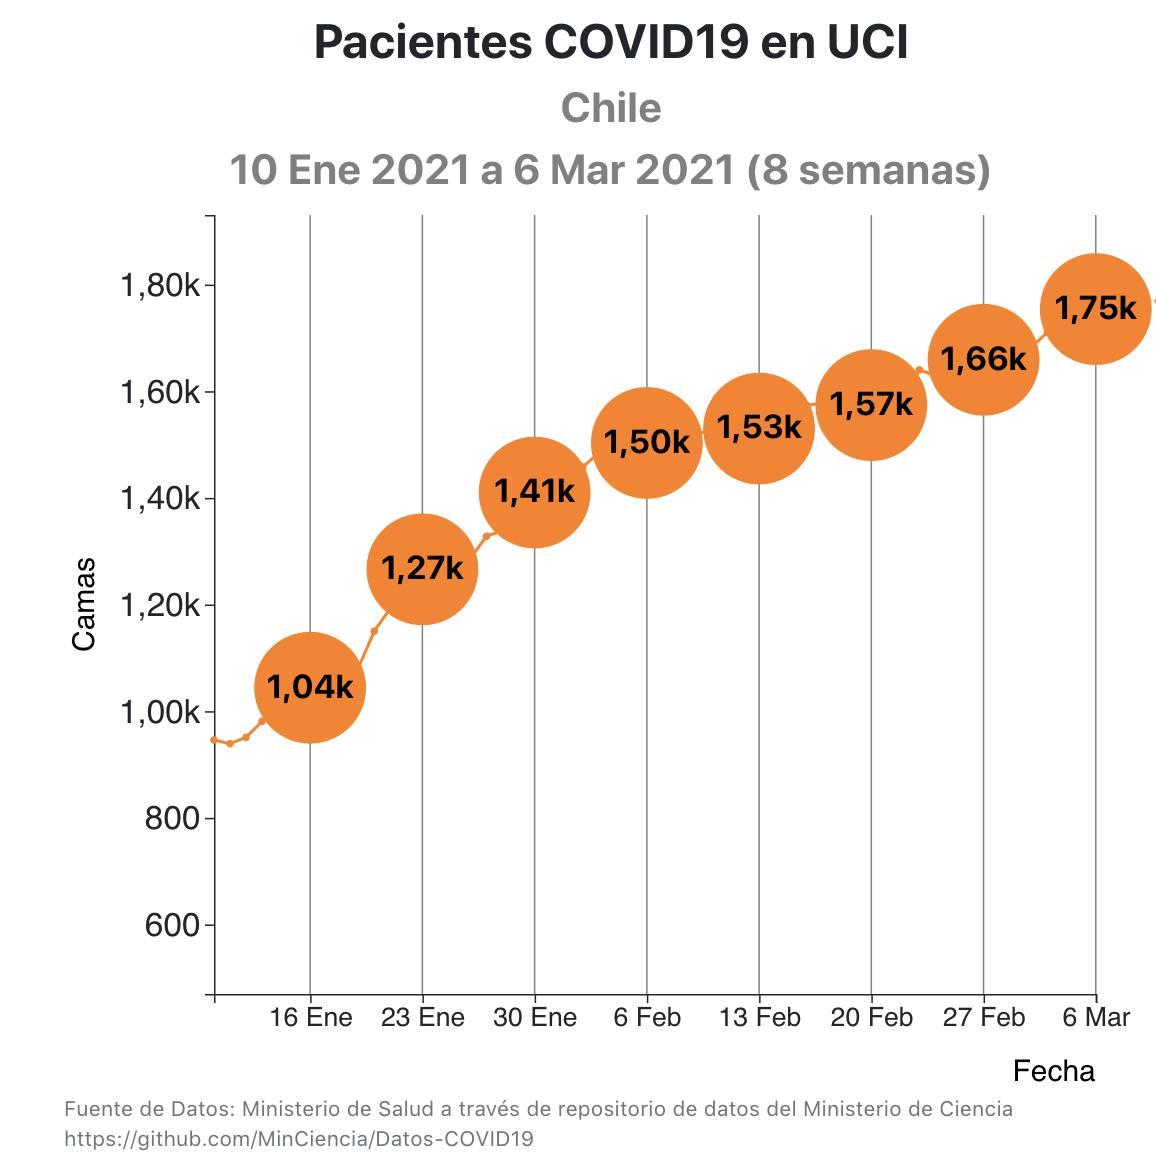 Pacientes COVID19 en UCI
Chile
10 Ene 2021 a 6 Mar 2021 (8 semanas)
1,80k
1,60k
1,40k
1,20k
1,00k
800
600
Camas
1,04k
1,27k
1,41k
1,50k
1,53k
1,57k
1,66k
1,75k
16 Ene
23 Ene
30 Ene
6 Feb
13 Feb
20 Feb
27 Feb
6 Mar
Fecha
Fuente de Datos: Ministerio de Salud a través de repositorio de datos del Ministerio de Ciencia
https://github.com/MinCiencia/Datos-COVID19